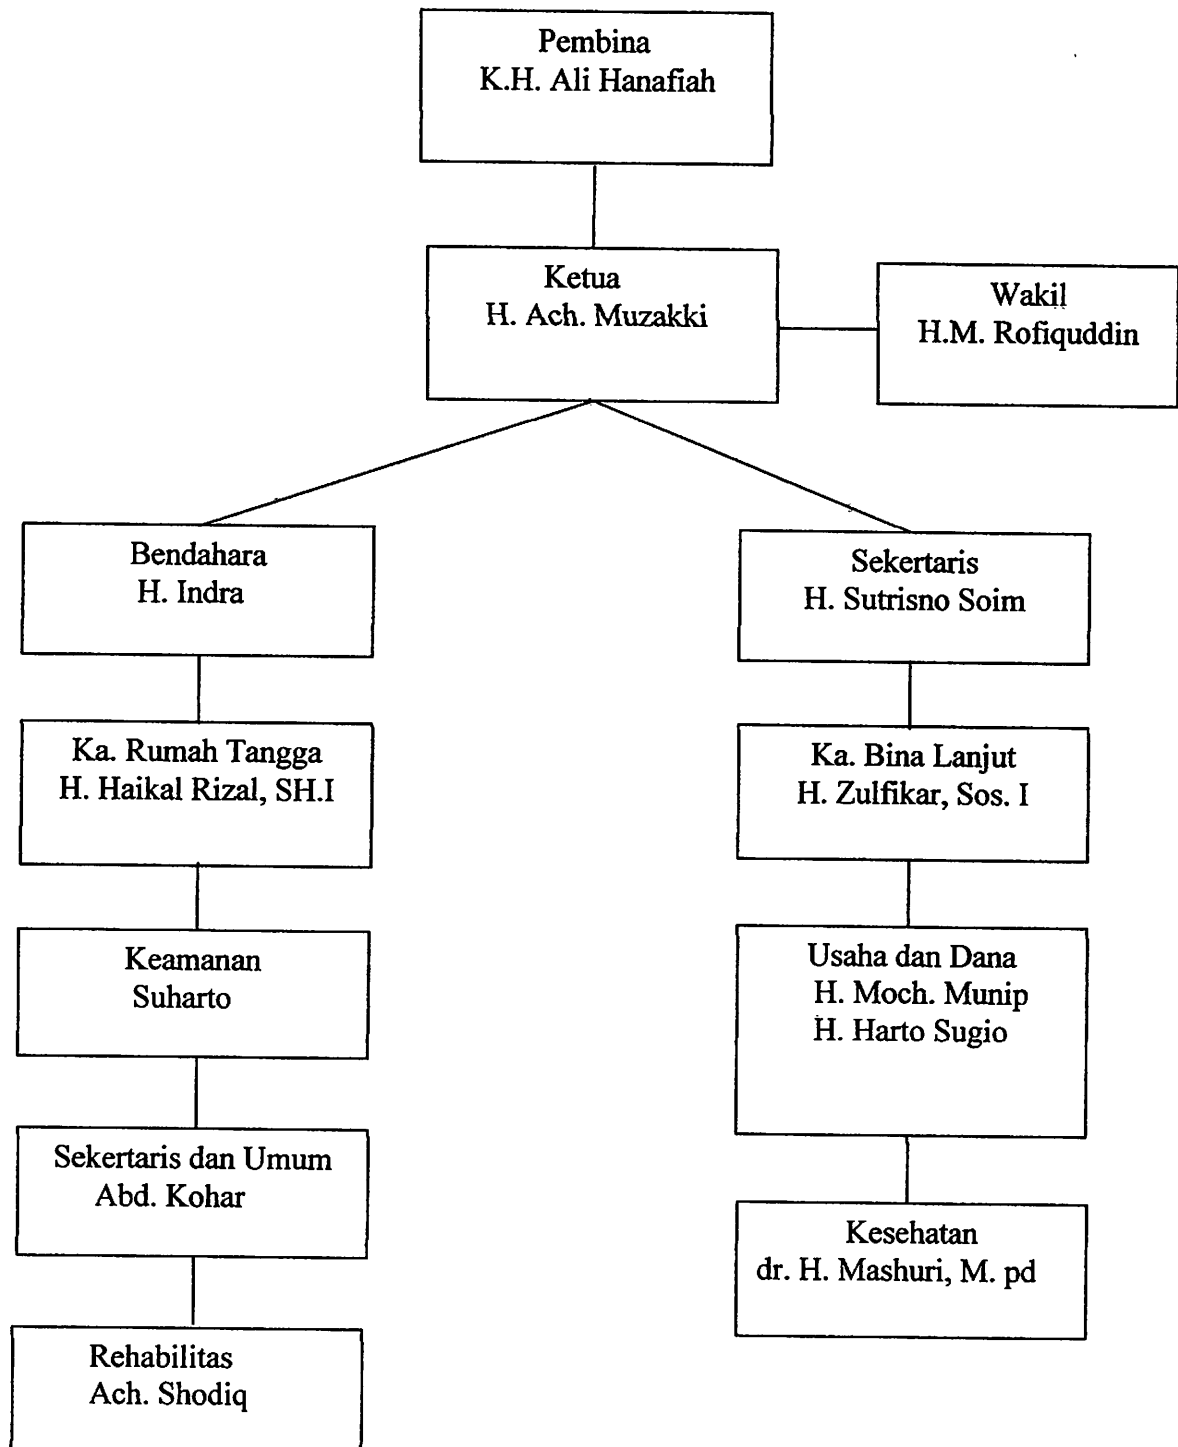 Pembina
K.H. Ali Hanafiah
Ketua
H. Ach. Muzakki
Wakil
H.M. Rofiquddin
Bendahara
H. Indra
Sekertaris
H. Sutrisno Soim
Ka. Rumah Tangga
H. Haikal Rizal, SH.I
Ka. Bina Lanjut
H. Zulfikar, Sos. I
Keamanan
Suharto
Usaha dan Dana
H. Moch. Munip
H. Harto Sugio
Sekertaris dan Umum
Abd. Kohar
Kesehatan
dr. H. Mashuri, M. pd
Rehabilitas
Ach. Shodiq